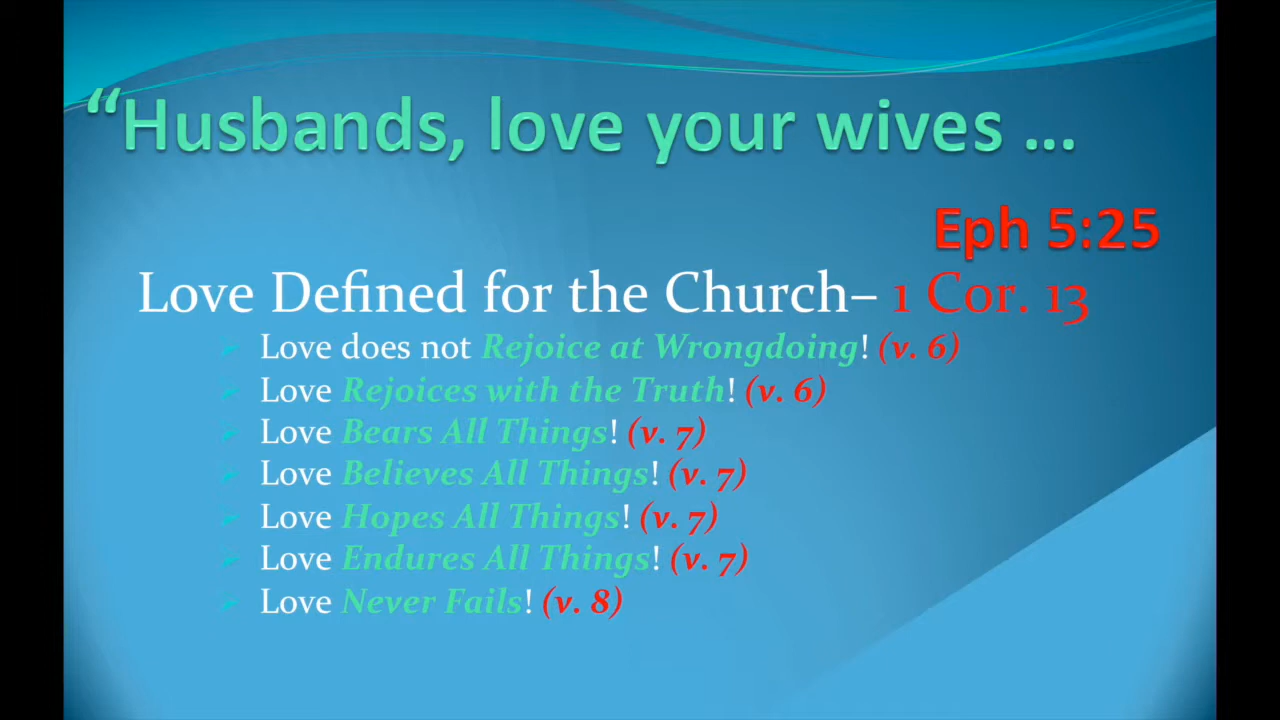 “Husbands, love your wives ...
Eph 5:25
Love Defined for the Church– 1 Cor. 13
Love does not Rejoice at Wrongdoing! (v. 6)
Love Rejoices with the Truth! (v. 6)
Love Bears All Things! (v. 7)
Love Believes All Things! (v. 7)
Love Hopes All Things! (v. 7)
Love Endures All Things! (v. 7)
Love Never Fails! (v. 8)